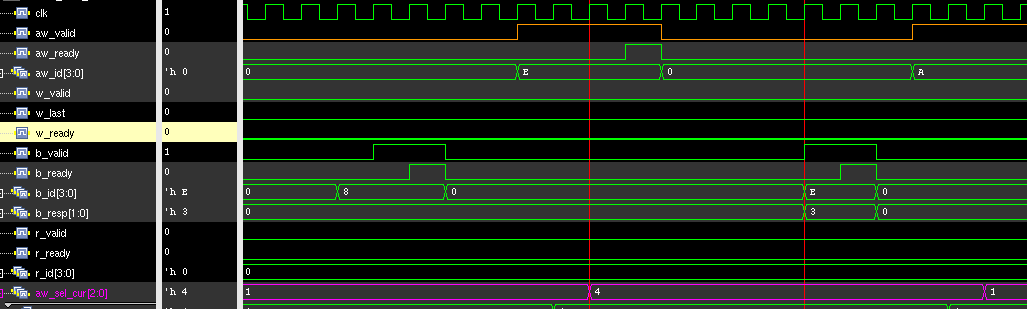 clk 1
aw_valid 0
aw_ready 0
aw_id[3:0] 'h 0 0 E 0 A
w_valid 0
w_last 0
w_ready 0
b_valid 1
b_ready 0
b_id[3:0] 'h E 0 8 0 E 0
b_resp[1:0] 'h 3 0 3 0
r_valid 0
r_ready 0
r_id[3:0] 'h 0 0
aw_sel_cur[2:0] 'h 4 1 4 1